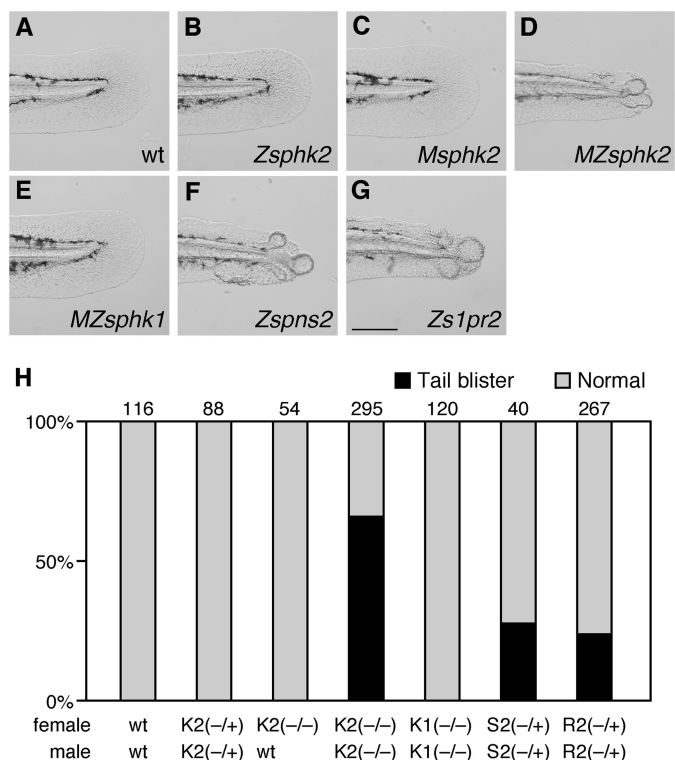 A B C D
wt Zsphk2 Msphk2 MZsphk2
E F G
MZsphk1 Zspns2 Zs1pr2
H
Tail blister Normal
116 88 54 295 120 40 267
100%
50%
0%
female wt K2(–/+) K2(–/–) K2(–/–) K1(–/–) S2(–/+) R2(–/+)
male wt K2(–/+) wt K2(–/–) K1(–/–) S2(–/+) R2(–/+)